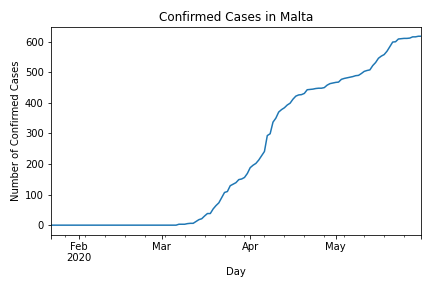 Confirmed Cases in Malta
Number of Confirmed Cases
600
500
400
300
200
100
0
Feb
2020
Mar
Apr
May
Day